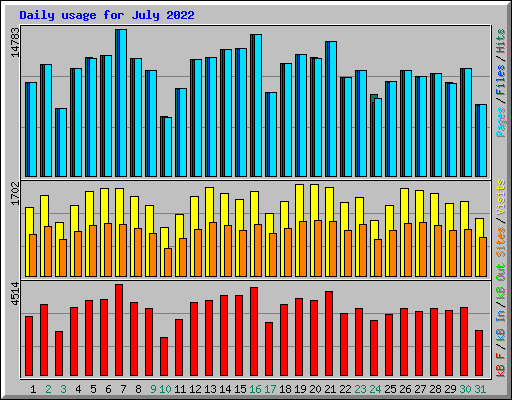 Daily usage for July 2022
14783
Pages / Files / Hits
1702
Sites / Visits
4514
kB F / kB In / kB Out
1 2 3 4 5 6 7 8 9 10 11 12 13 14 15 16 17 18 19 20 21 22 23 24 25 26 27 28 29 30 31